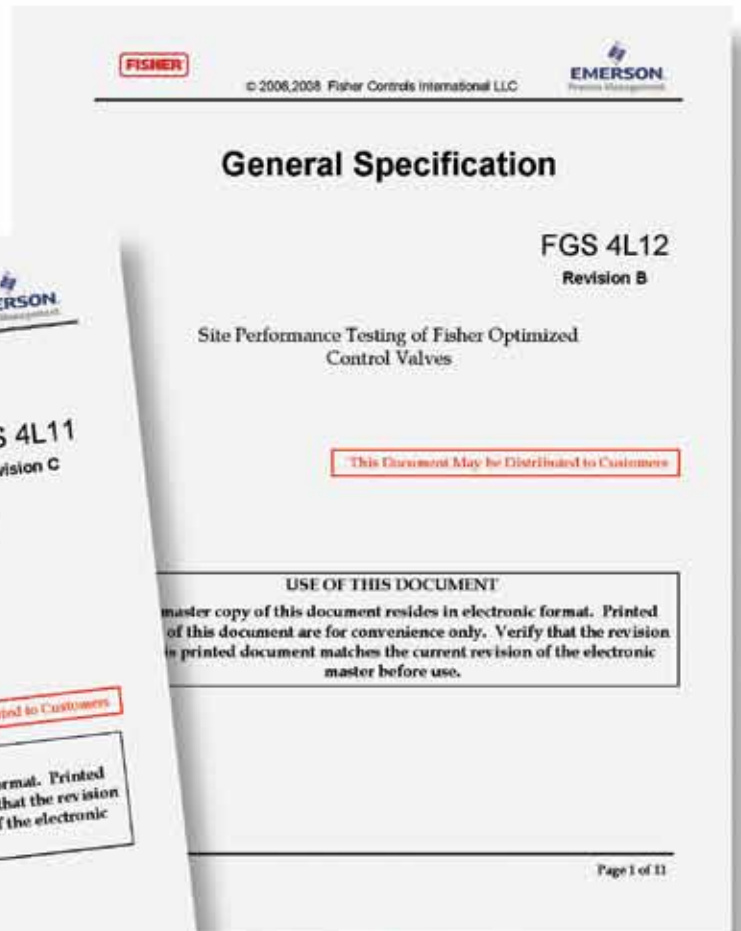 FISHER
© 2006,2008 Fisher Controls International LLC
EMERSON
Process Management
General Specification
FGS 4L12
Revision B
Site Performance Testing of Fisher Optimized
Control Valves
This Document May be Distributed to Customers
USE OF THIS DOCUMENT
master copy of this document resides in electronic format. Printed
of this document are for convenience only. Verify that the revision
printed document matches the current revision of the electronic
master before use.
Page 1 of 11
ERSON
4L11
vision C
to Customers
ormat. Printed
that the revision
the electronic